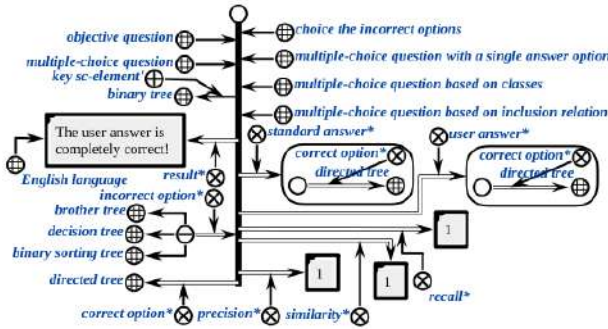 objective question
choice the incorrect options
multiple-choice question
multiple-choice question with a single answer option
key sc-element'
binary tree
multiple-choice question based on classes
multiple-choice question based on inclusion relation
The user answer is
completely correct!
standard answer*
user answer*
correct option*
directed tree
correct option*
directed tree
English language
result*
incorrect option*
brother tree
decision tree
binary sorting tree
1
directed tree
1
1
recall*
correct option*
precision*
similarity*